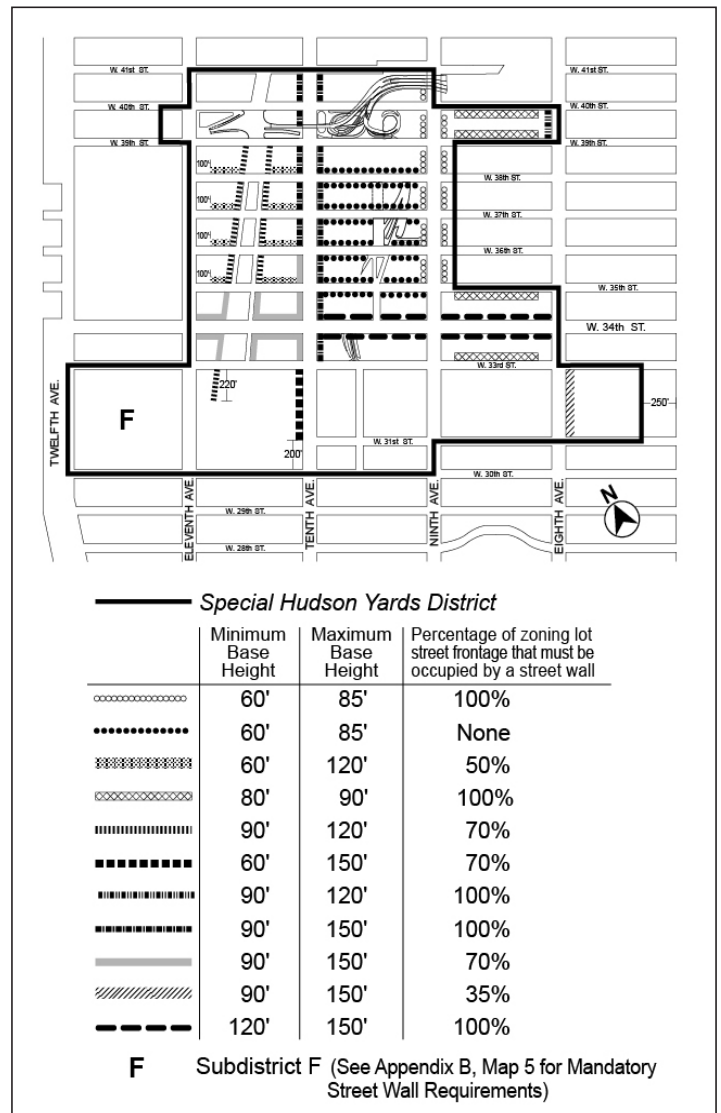 W. 41st ST.
W. 41st ST.
W. 40th ST.
W. 40th ST.
W. 39th ST.
W. 39th ST.
100'
W. 38th ST.
100'
W. 37th ST.
100'
W. 36th ST.
100'
W. 35th ST.
W. 34th ST.
W. 33rd ST.
TWELFTH AVE.
F
220'
250'
W. 31st ST.
200'
W. 30th ST.
ELEVENTH AVE.
TENTH AVE.
NINTH AVE.
EIGHTH AVE.
N
W. 29th ST.
W. 28th ST.
Special Hudson Yards District
Minimum Base Height
Maximum Base Height
Percentage of zoning lot street frontage that must be occupied by a street wall
60' 85' 100%
60' 85' None
60' 120' 50%
80' 90' 100%
90' 120' 70%
60' 150' 70%
90' 120' 100%
90' 150' 100%
90' 150' 70%
90' 150' 35%
120' 150' 100%
F Subdistrict F (See Appendix B, Map 5 for Mandatory
Street Wall Requirements)